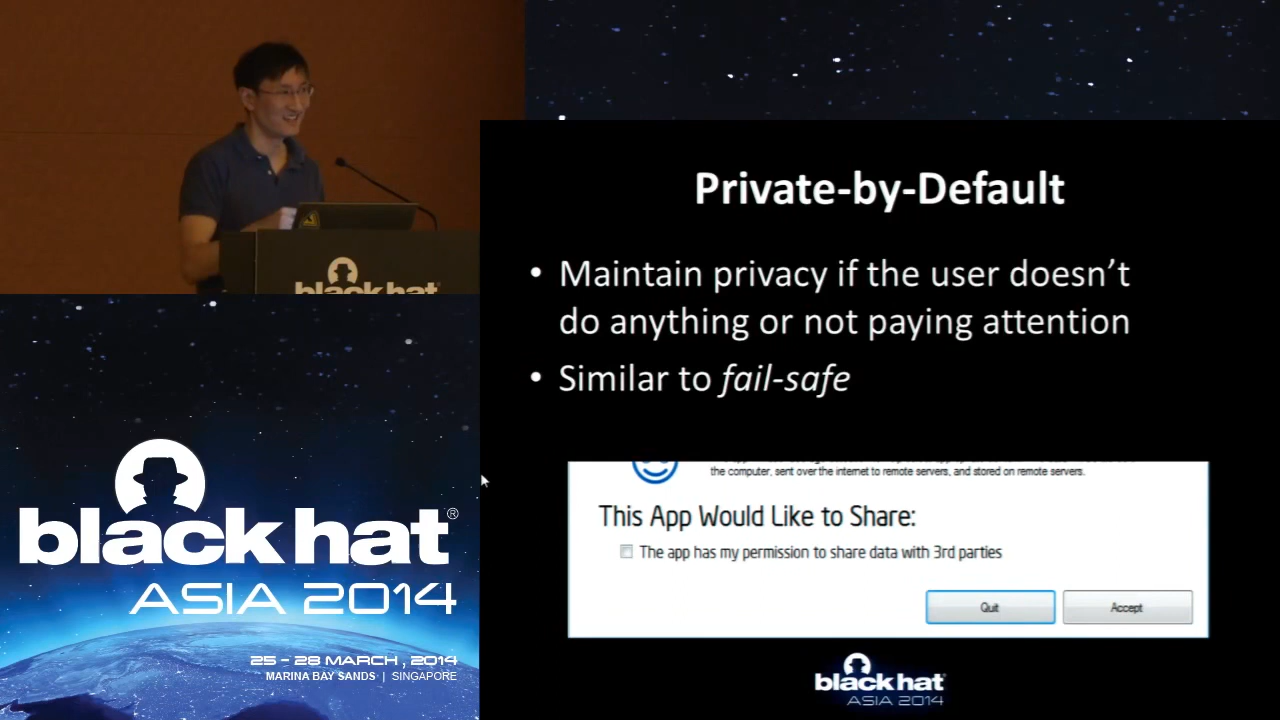 black hat
Private-by-Default
• Maintain privacy if the user doesn't
do anything or not paying attention
• Similar to fail-safe
the computer, sent over the internet to remote servers, and stored on remote servers.
This App Would Like to Share:
The app has my permission to share data with 3rd parties
Quit
Accept
black hat®
ASIA 2014
25 - 28 MARCH, 2014
MARINA BAY SANDS | SINGAPORE
black hat
ASIA 2014